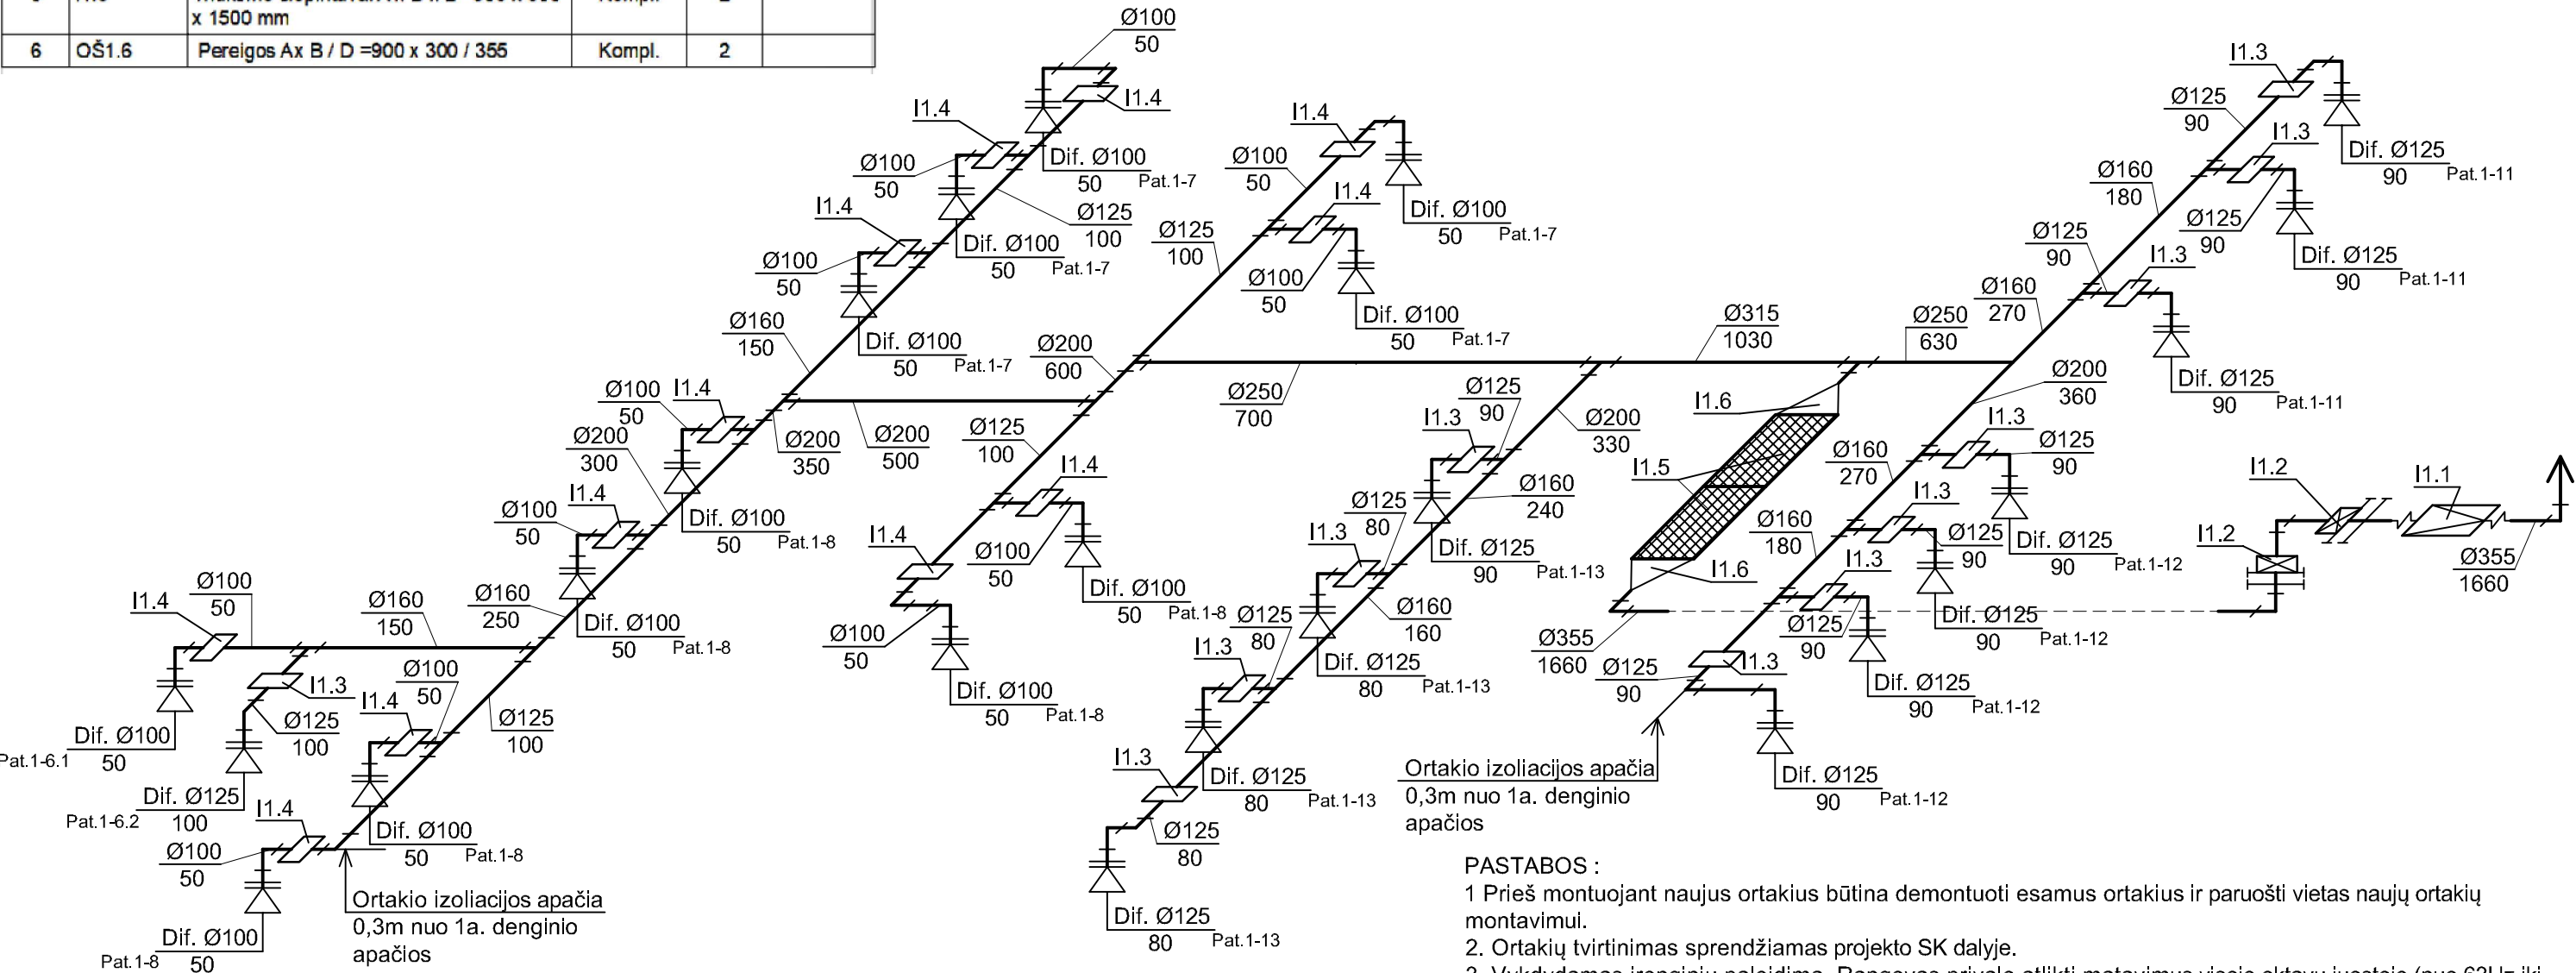 x 1500 mm
6 OŠ1.6 Pereigos Ax B / D =900 x 300 / 355 Kompl. 2
Ø100
50
I1.4
I1.4
Ø100
50
Dif. Ø100
50 Pat.1-7
I1.4
Ø125
100
Dif. Ø100
50 Pat.1-7
Ø100
50
Dif. Ø100
50 Pat.1-7
Ø160
150
I1.4
Ø100
50
I1.4
Dif. Ø100
50 Pat.1-7
Ø125
100
Ø100
50
Dif. Ø100
50 Pat.1-7
I1.3
Ø125
90
I1.3
Dif. Ø125
90 Pat.1-11
Ø160
180
Ø125
90
Dif. Ø125
90 Pat.1-11
Ø125
90
I1.3
Ø160
270
Dif. Ø125
90 Pat.1-11
Ø200
600
Ø250
700
Ø315
1030
Ø250
630
Ø200
360
Ø100
50
I1.4
Ø200
300
Ø200
350
Ø200
500
Dif. Ø100
50 Pat.1-8
Ø100
50
I1.4
Dif. Ø100
50 Pat.1-8
Ø125
100
I1.4
I1.4
Ø100
50
Dif. Ø100
50 Pat.1-8
Ø100
50
Dif. Ø100
50 Pat.1-8
Ø125
90
I1.3
Ø200
330
Ø160
240
Dif. Ø125
90 Pat.1-13
Ø125
80
I1.3
Ø160
160
Dif. Ø125
80 Pat.1-13
Ø125
80
I1.3
Dif. Ø125
80 Pat.1-13
I1.3
Ø125
80
Dif. Ø125
80 Pat.1-13
I1.6
I1.5
I1.6
Ø355
1660
I1.3
Ø125
90
Ø160
270
Dif. Ø125
90 Pat.1-12
I1.3
Ø125
90
Ø160
180
Dif. Ø125
90 Pat.1-12
I1.3
Ø125
90
Dif. Ø125
90 Pat.1-12
I1.3
Ø125
90
Dif. Ø125
90 Pat.1-12
I1.2
I1.1
I1.2
Ø355
1660
I1.4
Ø100
50
Ø160
150
Ø160
250
I1.3
Ø125
100
Dif. Ø100
50
Pat.1-6.1
Dif. Ø125
100
Pat.1-6.2
Ø100
50
I1.4
Ø125
100
Dif. Ø100
50 Pat.1-8
I1.4
Ø100
50
Dif. Ø100
Pat.1-8 50
Ortakio izoliacijos apačia
0,3m nuo 1a. denginio
apačios
Ortakio izoliacijos apačia
0,3m nuo 1a. denginio
apačios
PASTABOS :
1 Prieš montuojant naujus ortakius būtina demontuoti esamus ortakius ir paruošti vietas naujų ortakių
montavimui.
2. Ortakių tvirtinimas sprendžiamas projekto SK dalyje.